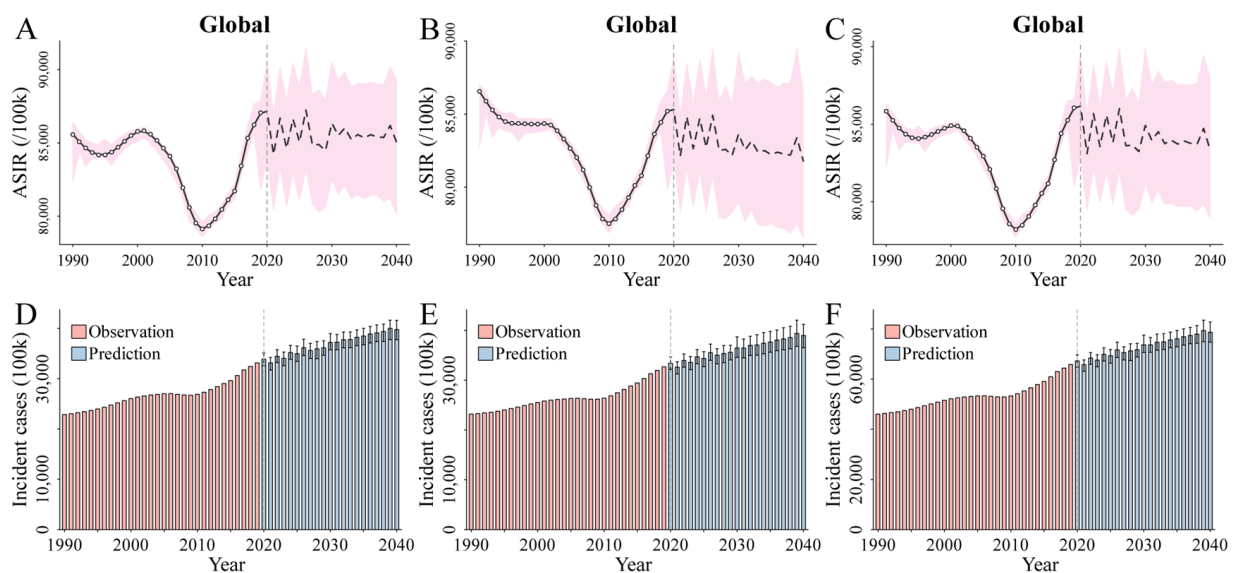 A
Global
ASIR (/100k)
90,000
85,000
80,000
1990 2000 2010 2020 2030 2040
Year
B
Global
ASIR (/100k)
90,000
85,000
80,000
1990 2000 2010 2020 2030 2040
Year
C
Global
ASIR (/100k)
90,000
85,000
80,000
1990 2000 2010 2020 2030 2040
Year
D
Observation
Prediction
Incident cases (100k)
30,000
10,000
0
1990 2000 2010 2020 2030 2040
Year
E
Observation
Prediction
Incident cases (100k)
30,000
10,000
0
1990 2000 2010 2020 2030 2040
Year
F
Observation
Prediction
Incident cases (100k)
60,000
20,000
0
1990 2000 2010 2020 2030 2040
Year